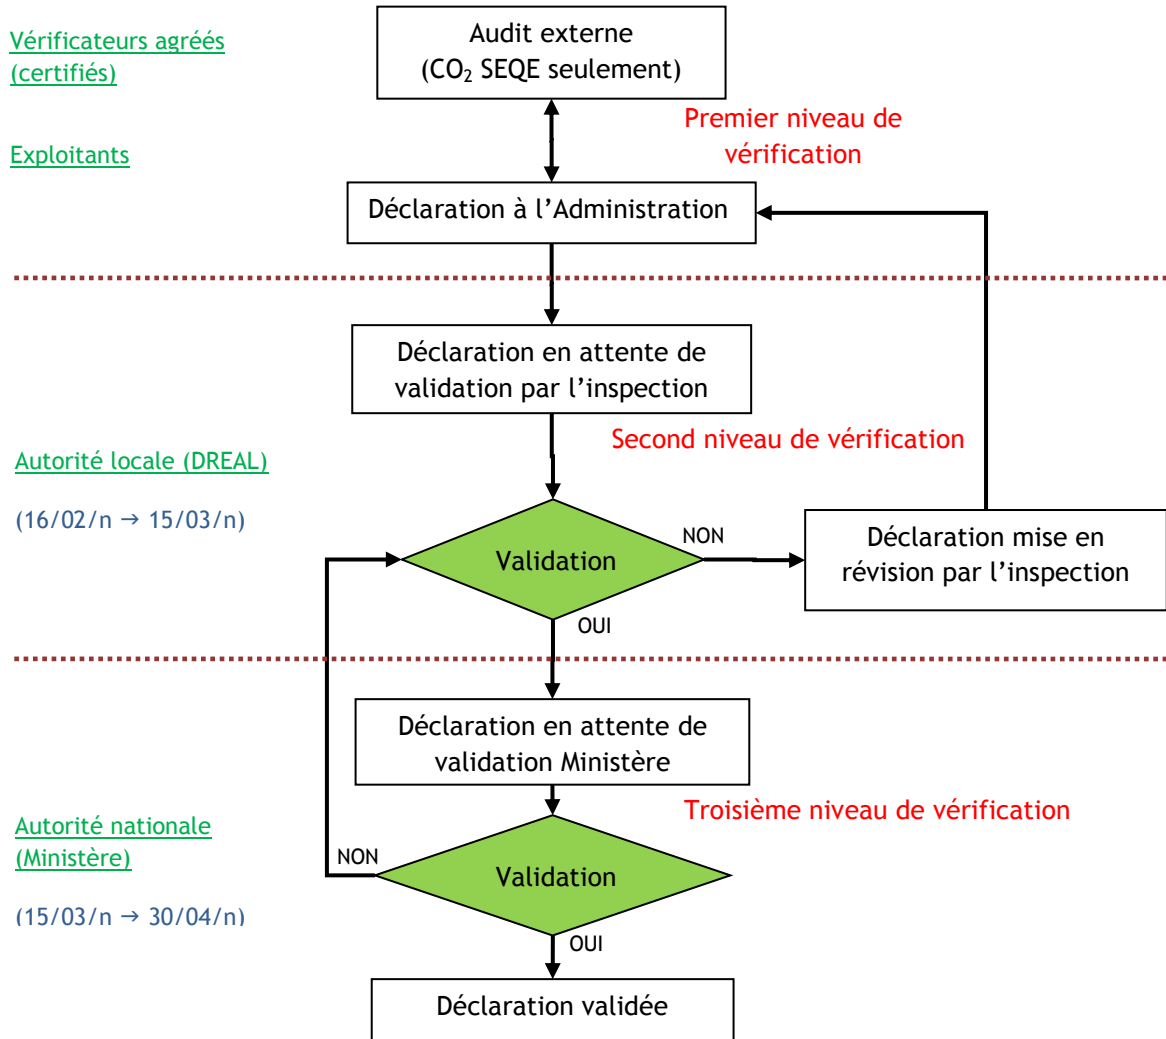 Vérificateurs agréés
(certifiés)
Audit externe
(CO₂ SEQE seulement)
Premier niveau de
vérification
Exploitants
Déclaration à l’Administration
Déclaration en attente de
validation par l’inspection
Second niveau de vérification
Autorité locale (DREAL)
(16/02/n → 15/03/n)
Validation
NON
Déclaration mise en
révision par l’inspection
OUI
Déclaration en attente de
validation Ministère
Troisième niveau de vérification
Autorité nationale
(Ministère)
(15/03/n → 30/04/n)
NON
Validation
OUI
Déclaration validée